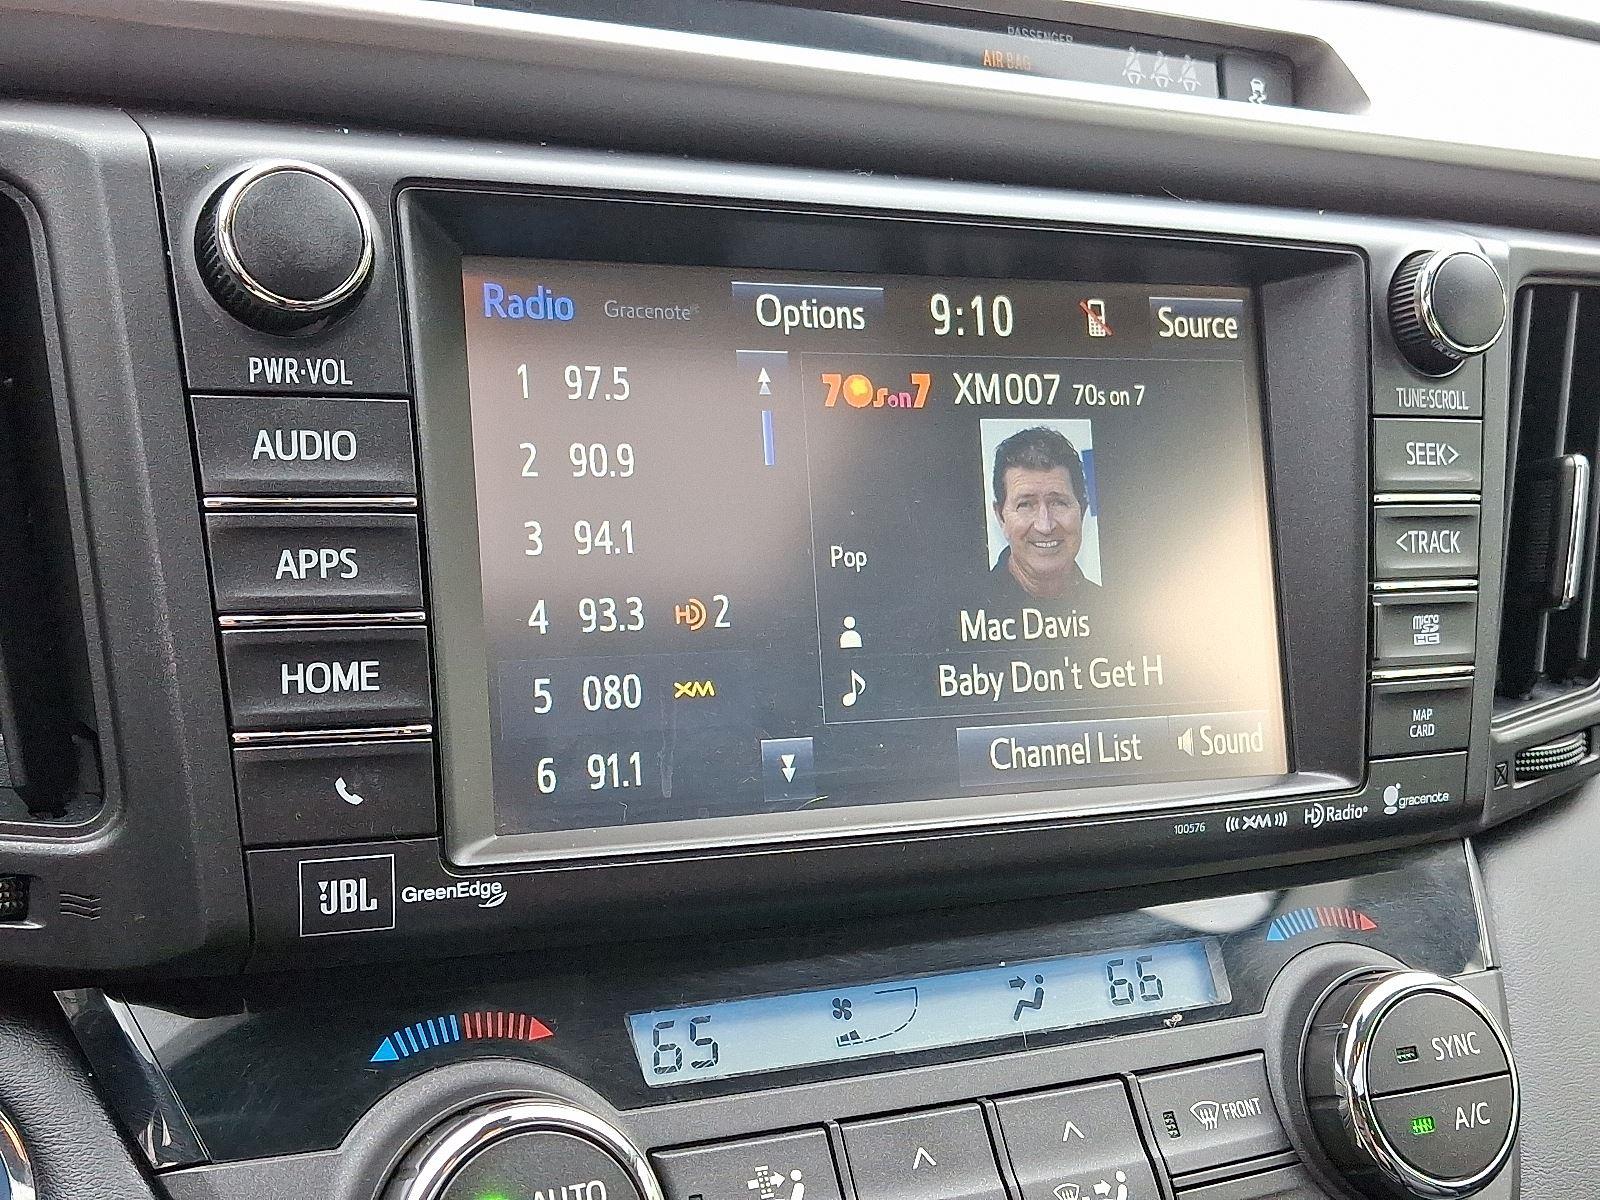 PASSENGER
AIR BAG
PWR·VOL
AUDIO
APPS
HOME
Radio
Gracenote
Options
9:10
Source
1 97.5
2 90.9
3 94.1
4 93.3 HD 2
5 080 XM
6 91.1
70s on 7 XM007 70s on 7
Pop
Mac Davis
Baby Don't Get H
Channel List
Sound
TUNE·SCROLL
SEEK>
<TRACK
micro SD HC
MAP
CARD
JBL GreenEdge
100576 XM HD Radio gracenote
65
66
SYNC
A/C
FRONT
AUTO